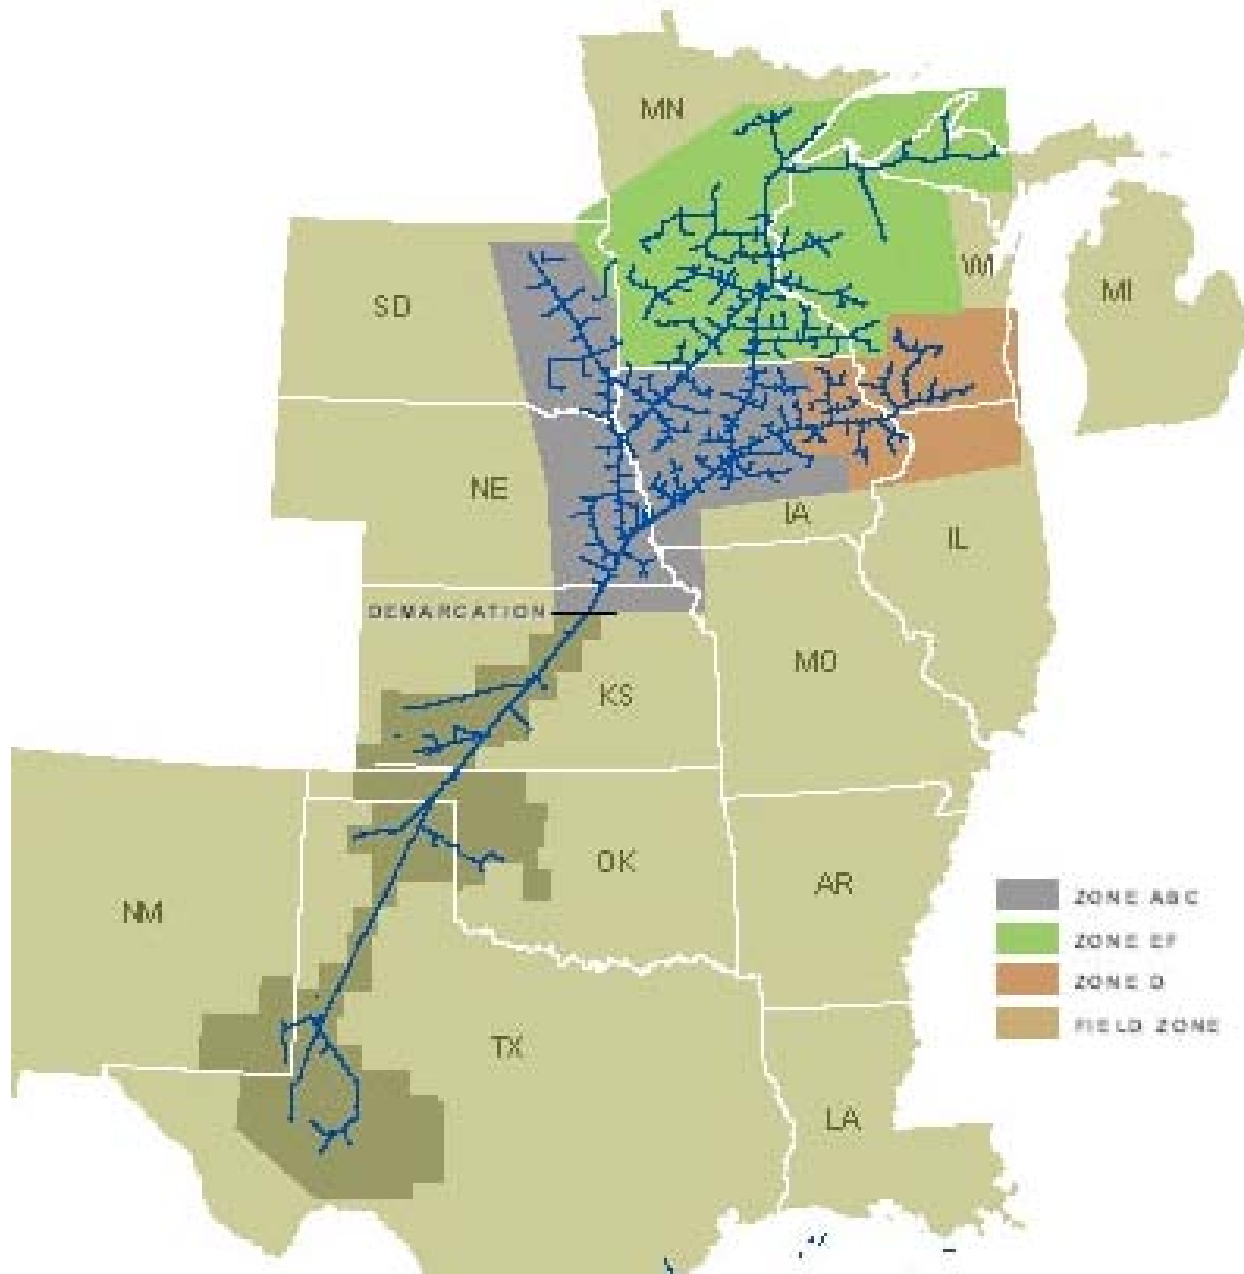 MN
WI
MI
SD
NE
IA
IL
DEMARCATION
MO
KS
OK
AR
NM
ZONE ABC
ZONE EF
ZONE D
FIELD ZONE
TX
LA